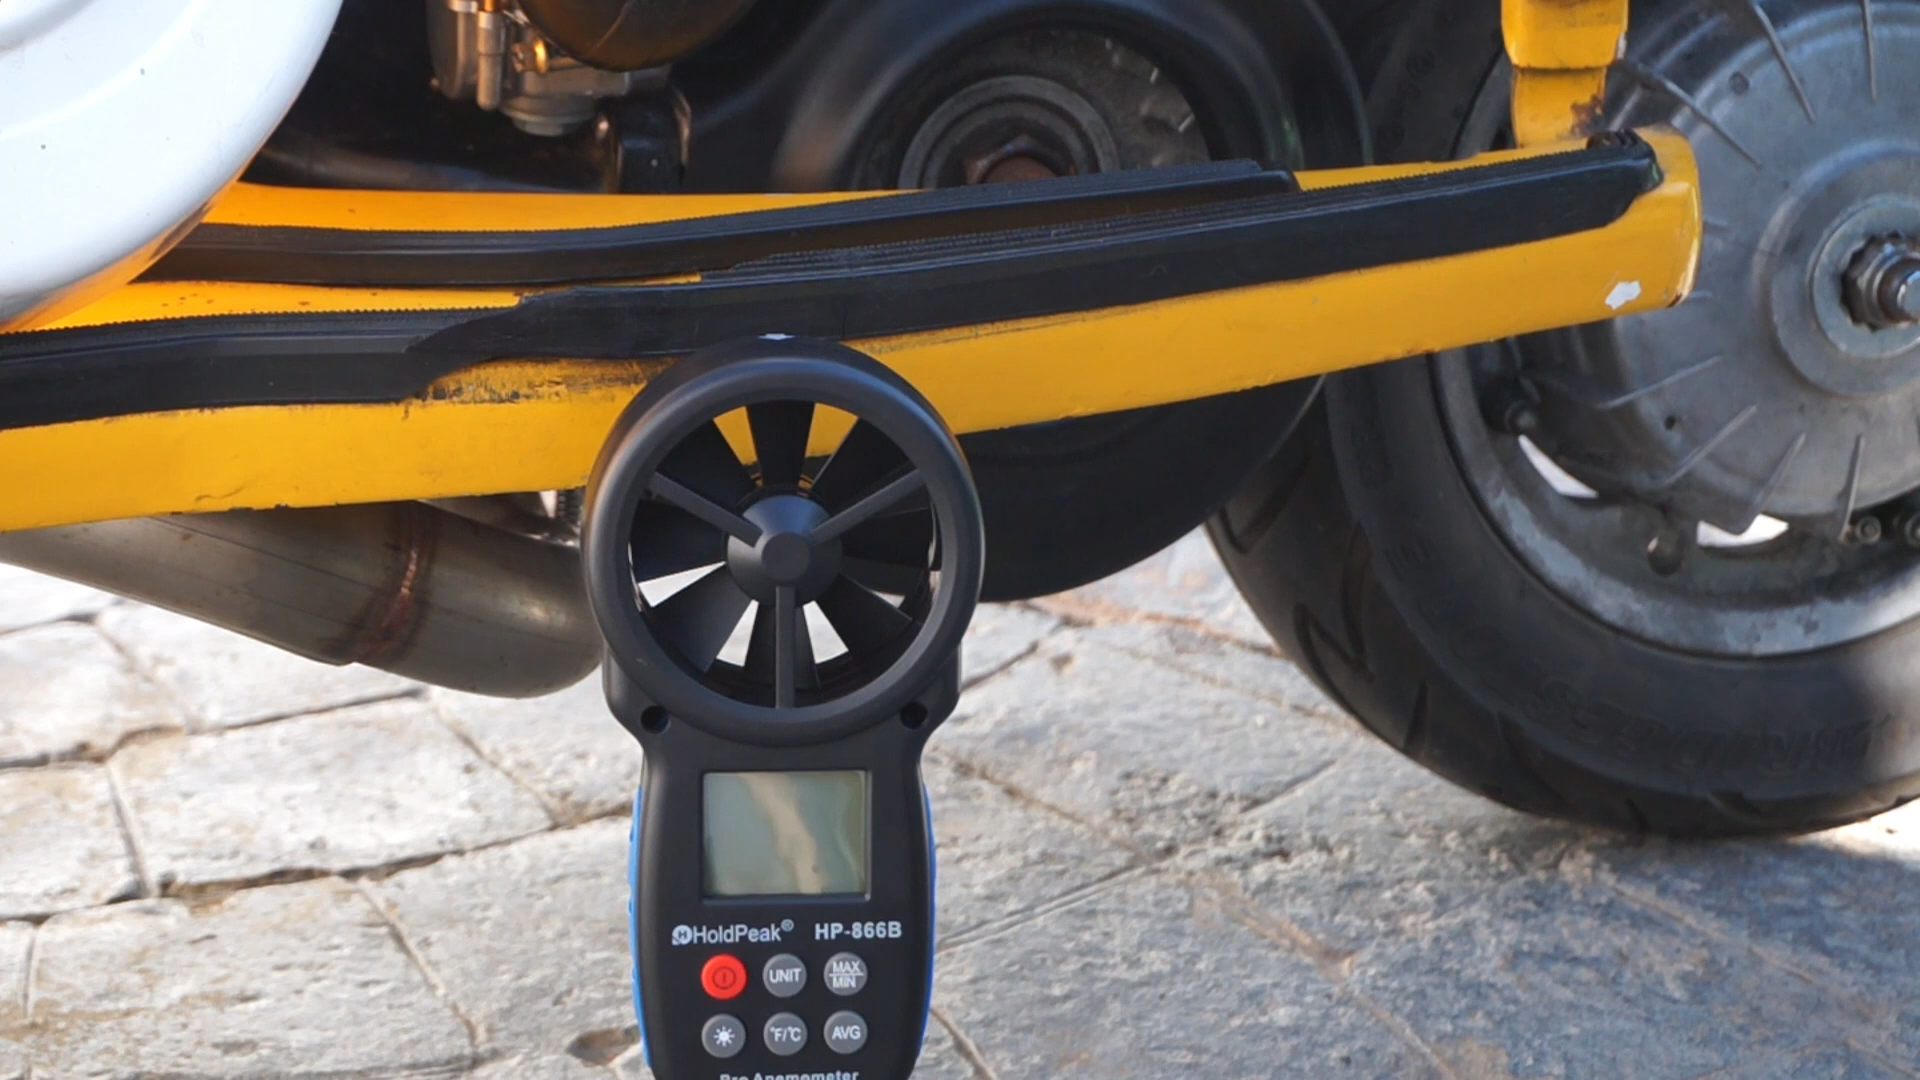 HoldPeak® HP-866B
UNIT MAX MIN
°F/°C AVG
Pro Anemometer